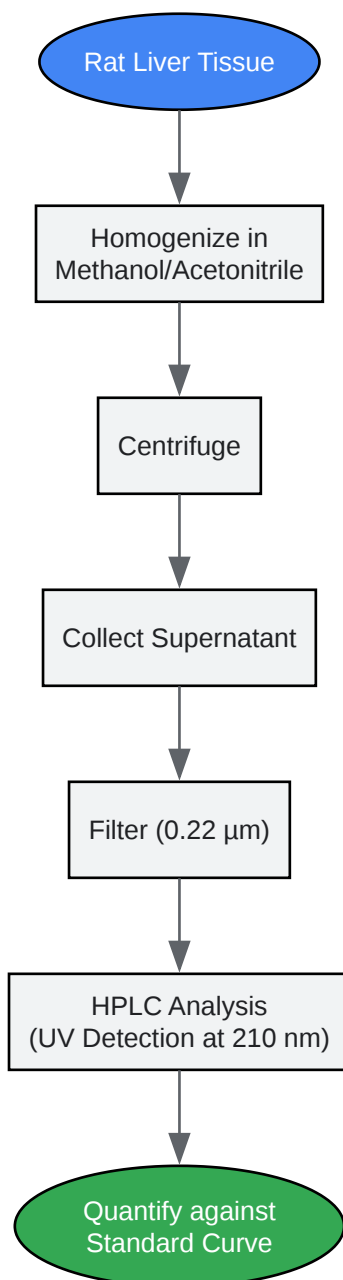 Rat Liver Tissue
Homogenize in
Methanol/Acetonitrile
Centrifuge
Collect Supernatant
Filter (0.22 µm)
HPLC Analysis
(UV Detection at 210 nm)
Quantify against
Standard Curve